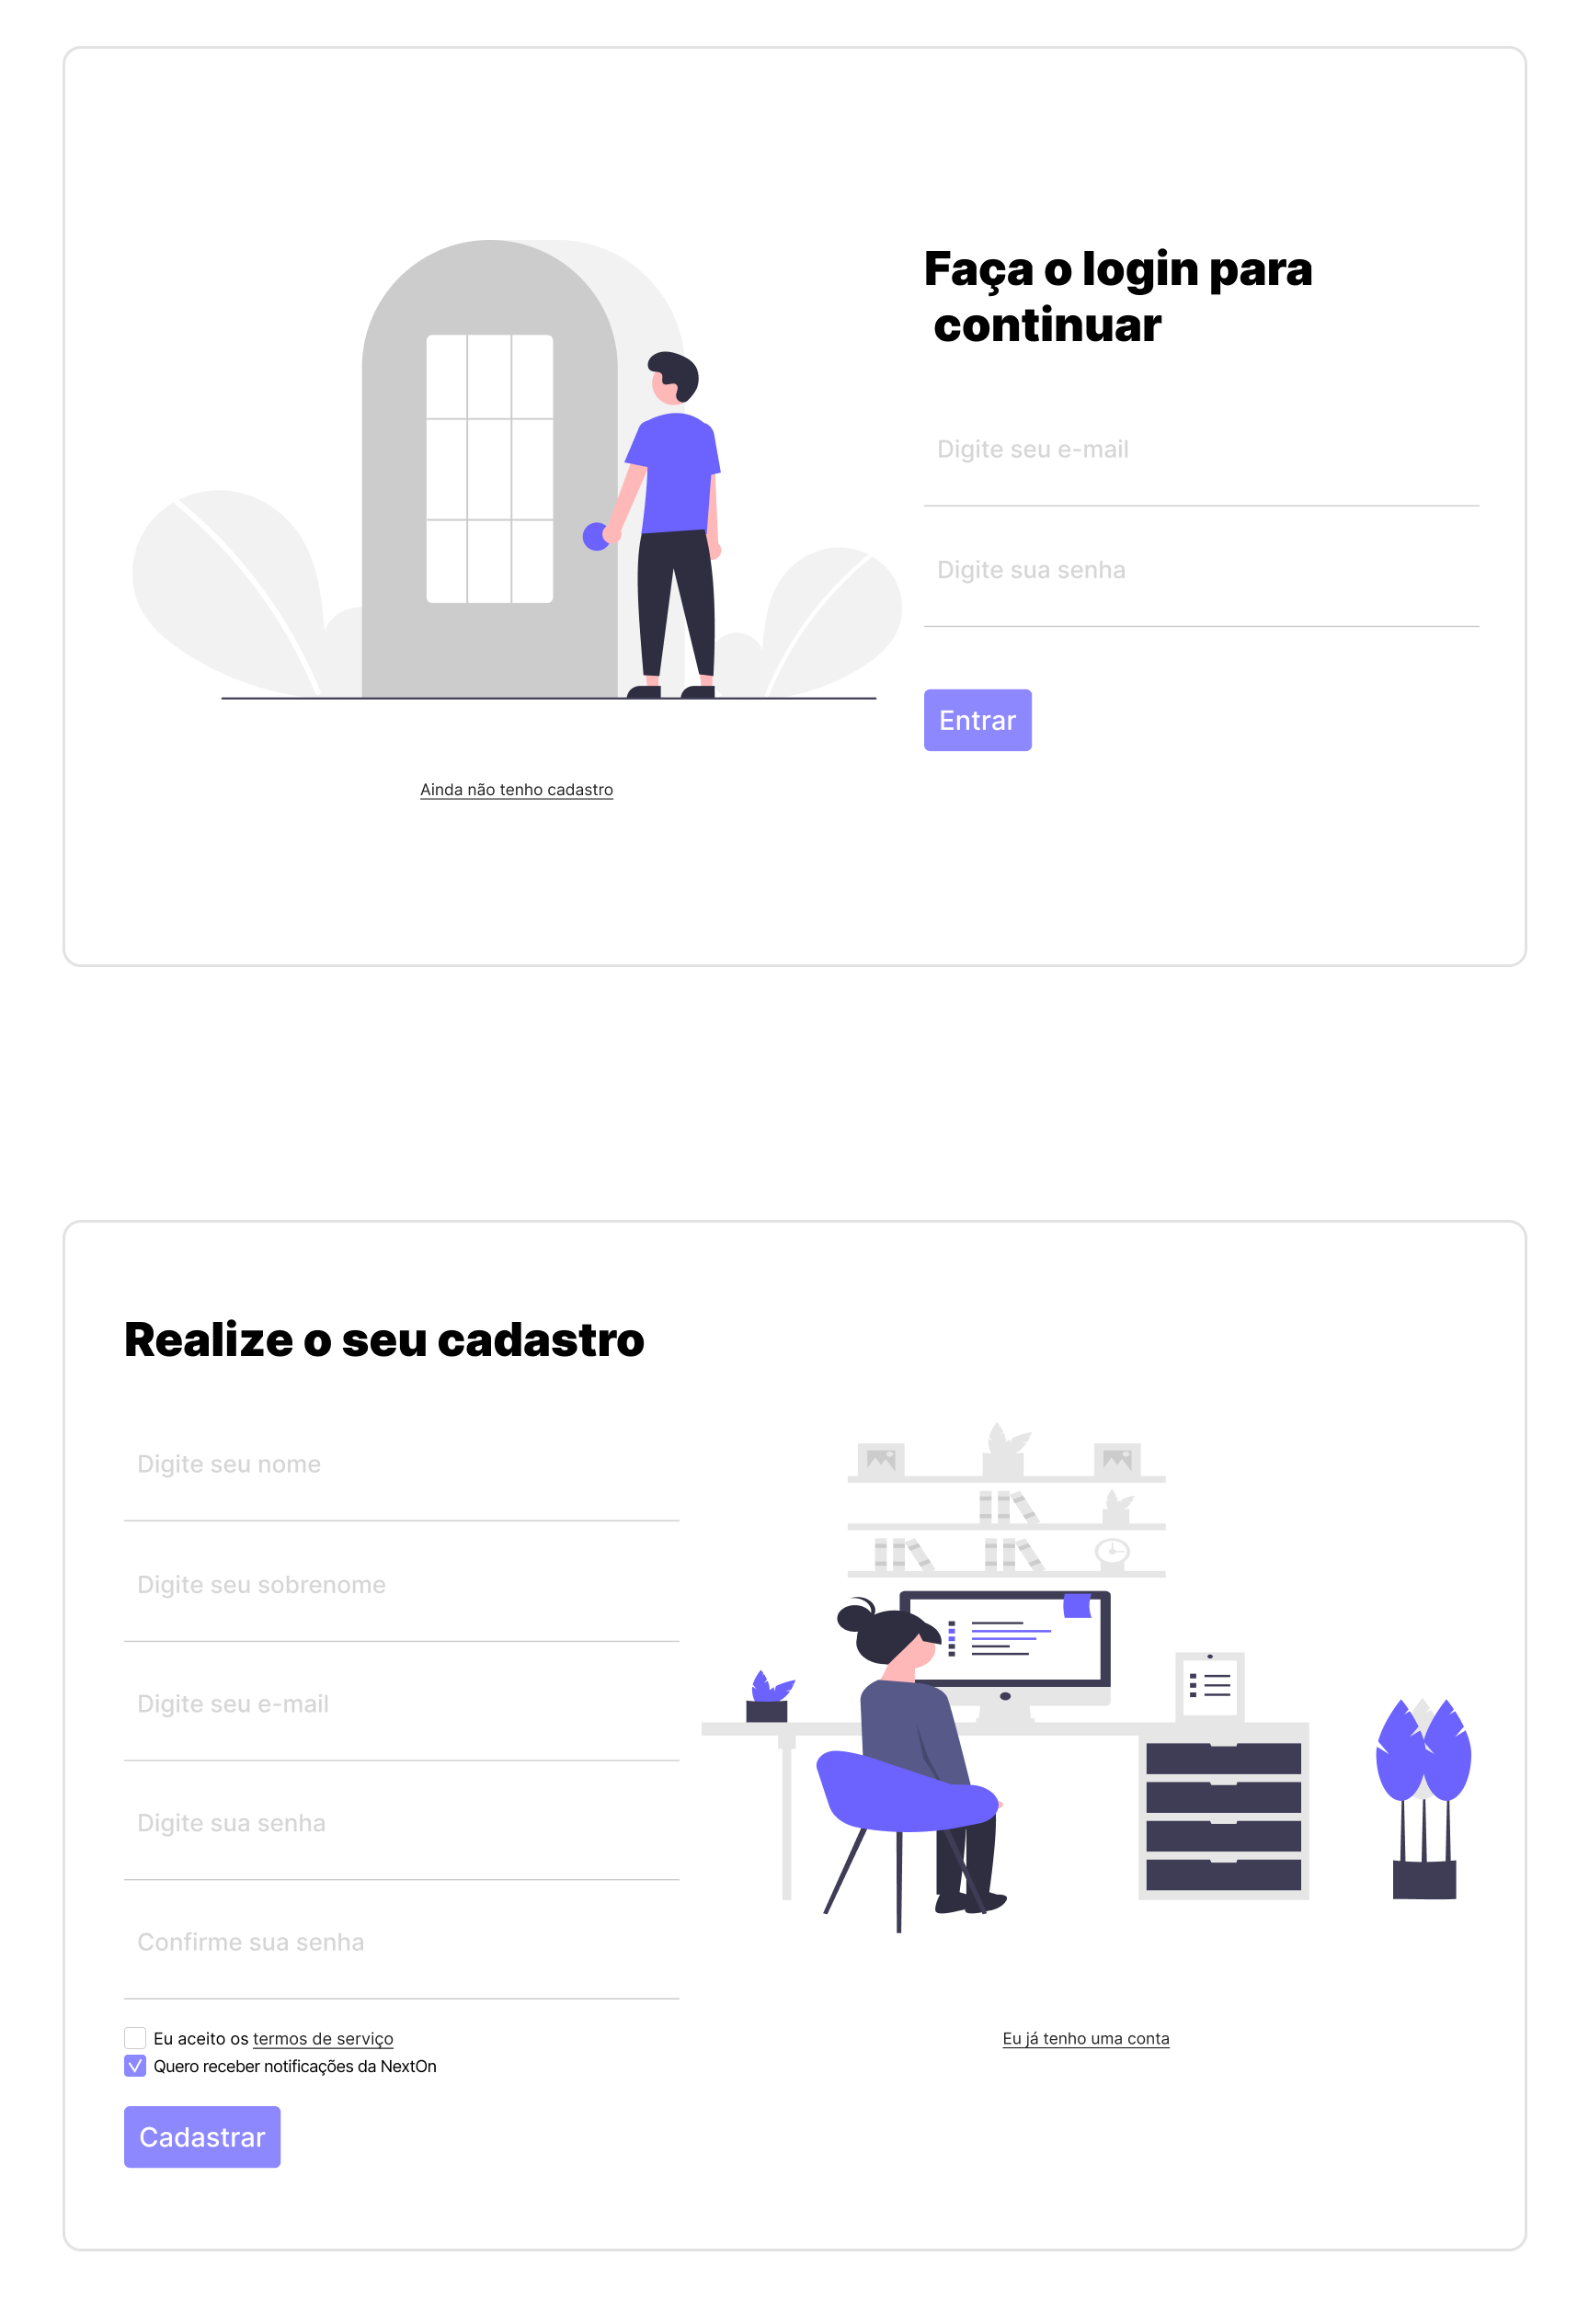 Faça o login para
continuar
Digite seu e-mail
Digite sua senha
Entrar
Ainda não tenho cadastro
Realize o seu cadastro
Digite seu nome
Digite seu sobrenome
Digite seu e-mail
Digite sua senha
Confirme sua senha
Eu aceito os termos de serviço
Quero receber notificações da NextOn
Cadastrar
Eu já tenho uma conta